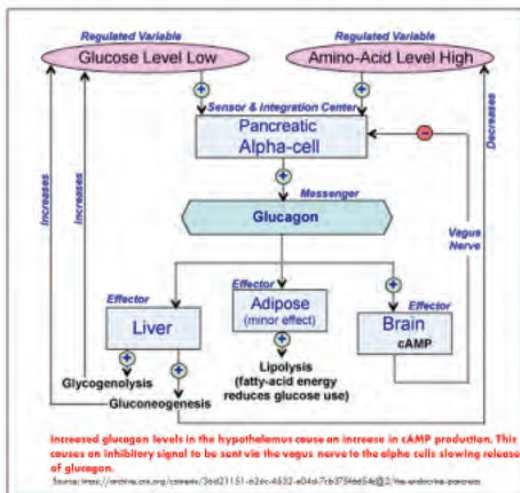 Regulated Variable
Glucose Level Low
Regulated Variable
Amino-Acid Level High
+
+
Sensor & Integration Center
Pancreatic
Alpha-cell
−
+
Messenger
Glucagon
Increases
Increases
Decreases
Vagus
Nerve
+
Effector
Liver
Effector
Adipose
(minor effect)
Effector
Brain
cAMP
+
+
+
Glycogenolysis
Gluconeogenesis
Lipolysis
(fatty-acid energy
reduces glucose use)
Increased glucagon levels in the hypothalamus cause an increase in cAMP production. This
causes an inhibitory signal to be sent via the vagus nerve to the alpha cells slowing release
of glucagon.
Source: